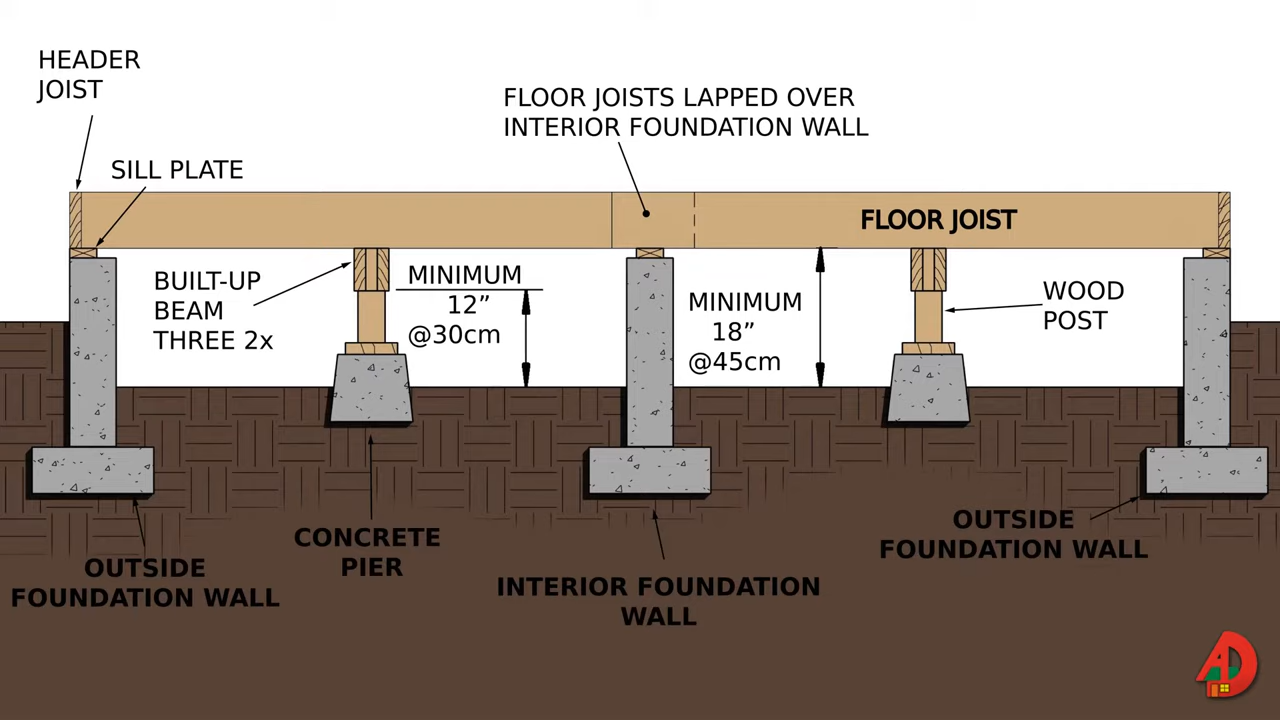 HEADER
JOIST
FLOOR JOISTS LAPPED OVER
INTERIOR FOUNDATION WALL
SILL PLATE
FLOOR JOIST
BUILT-UP
BEAM
THREE 2x
MINIMUM
12”
@30cm
MINIMUM
18”
@45cm
WOOD
POST
CONCRETE
PIER
OUTSIDE
FOUNDATION WALL
INTERIOR FOUNDATION
WALL
OUTSIDE
FOUNDATION WALL
AD